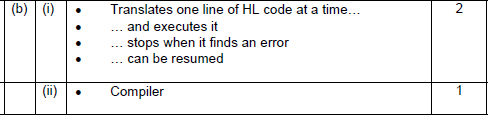 (b) (i) • Translates one line of HL code at a time… 2
• … and executes it
• … stops when it finds an error
• … can be resumed
(ii) • Compiler 1